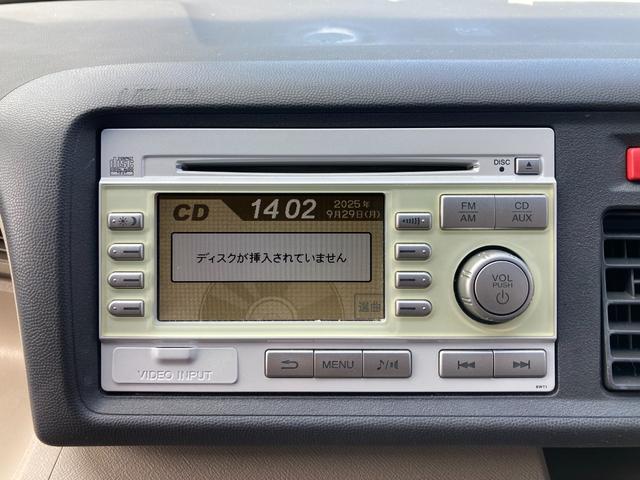 DISC
FM
AM
CD
AUX
CD
14 02
2025年
9月29日(月)
ディスクが挿入されていません
選曲
VOL
PUSH
VIDEO INPUT
MENU